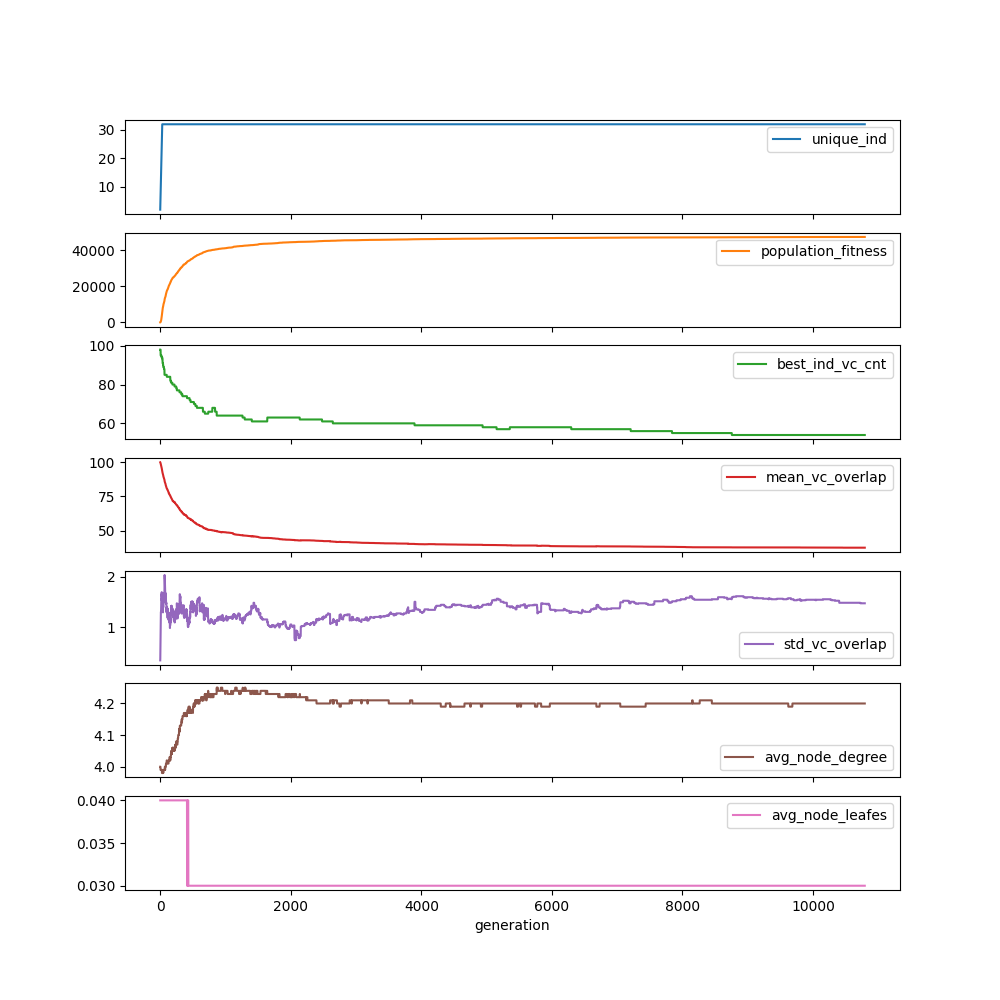 30
20
10
unique_ind
40000
20000
0
population_fitness
100
80
60
best_ind_vc_cnt
100
75
50
mean_vc_overlap
2
1
std_vc_overlap
4.2
4.1
4.0
avg_node_degree
0.040
0.035
0.030
avg_node_leafes
0 2000 4000 6000 8000 10000
generation